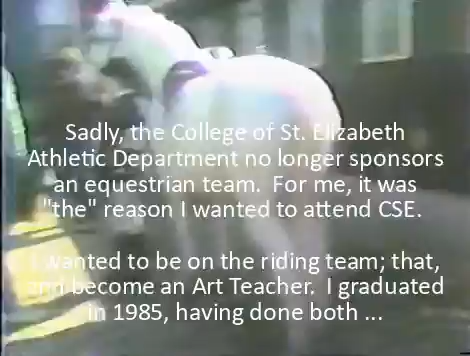 Sadly, the College of St. Elizabeth
Athletic Department no longer sponsors
an equestrian team.  For me, it was
"the" reason I wanted to attend CSE.
I wanted to be on the riding team; that,
and become an Art Teacher.  I graduated
in 1985, having done both ...